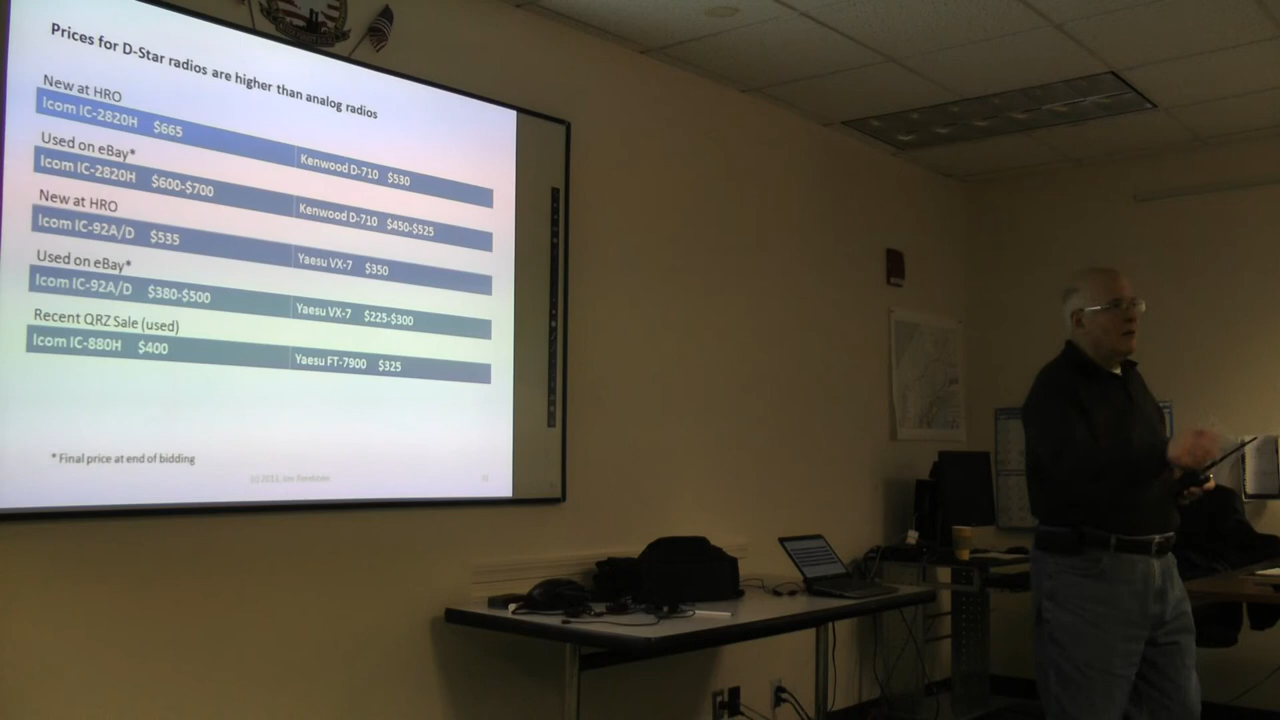 Prices for D-Star radios are higher than analog radios
New at HRO
Icom IC-2820H $665 Kenwood D-710 $530
Used on eBay*
Icom IC-2820H $600-$700 Kenwood D-710 $450-$525
New at HRO
Icom IC-92A/D $535 Yaesu VX-7 $350
Used on eBay*
Icom IC-92A/D $380-$500 Yaesu VX-7 $225-$300
Recent QRZ Sale (used)
Icom IC-880H $400 Yaesu FT-7900 $325
* Final price at end of bidding